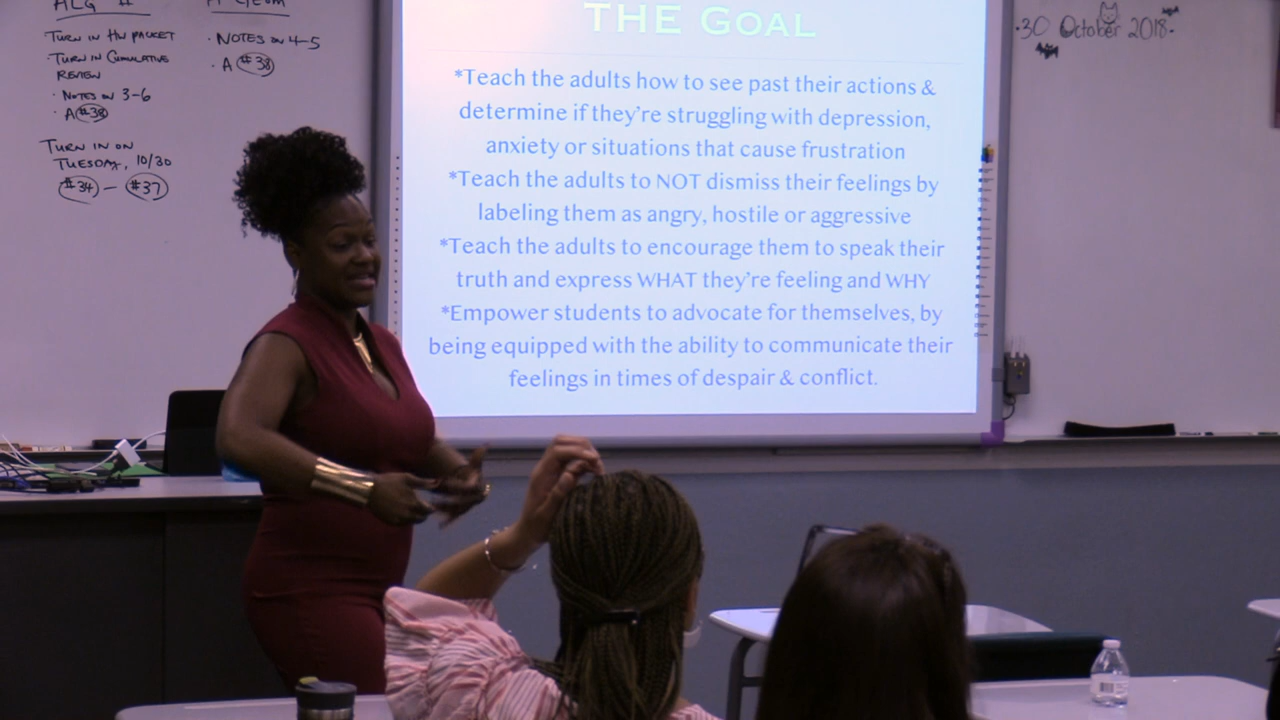 ALG II
TURN IN HW PACKET
· TURN IN CUMULATIVE
REVIEW
· NOTES ON 3-6
· A #38
TURN IN ON
TUESDAY, 10/30
#34 — #37
GEOM
· NOTES ON 4-5
· A #38
THE GOAL
*Teach the adults how to see past their actions &
determine if they're struggling with depression,
anxiety or situations that cause frustration
*Teach the adults to NOT dismiss their feelings by
labeling them as angry, hostile or aggressive
*Teach the adults to encourage them to speak their
truth and express WHAT they're feeling and WHY
*Empower students to advocate for themselves, by
being equipped with the ability to communicate their
feelings in times of despair & conflict.
·30 October 2018·